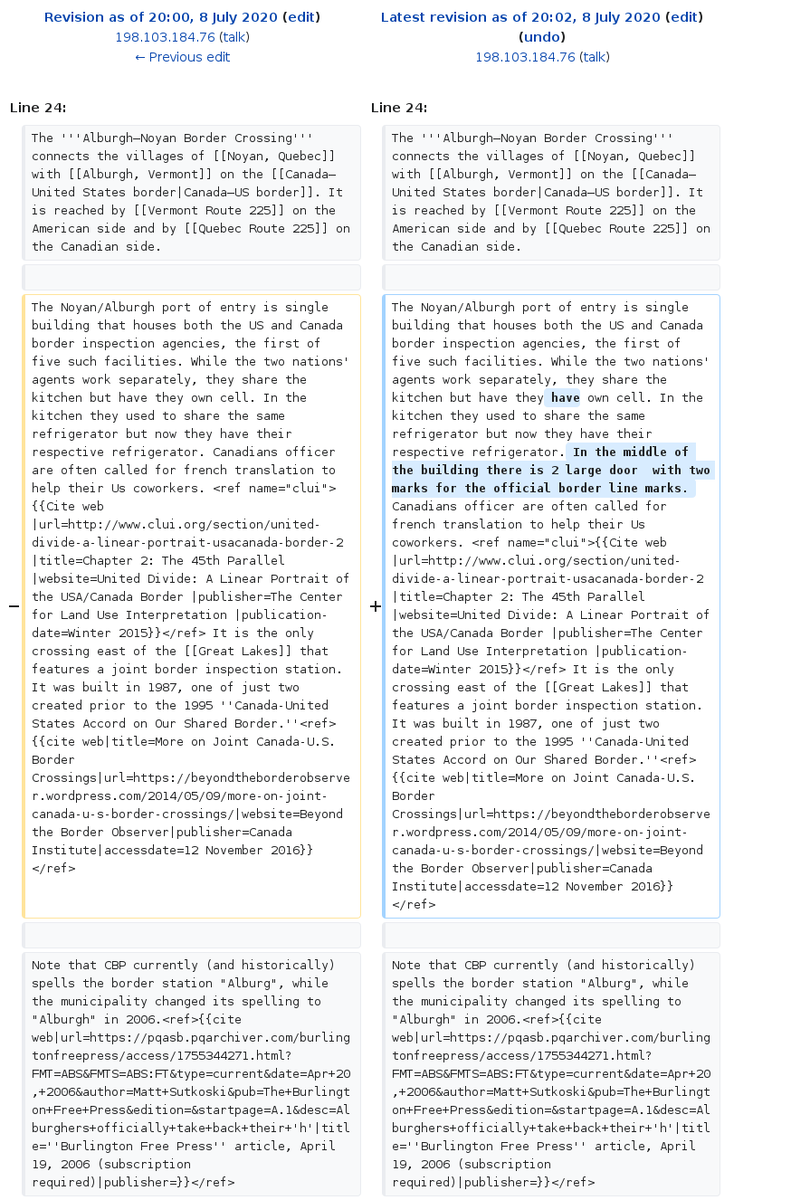 Revision as of 20:00, 8 July 2020 (edit)
198.103.184.76 (talk)
← Previous edit
Latest revision as of 20:02, 8 July 2020 (edit)
(undo)
198.103.184.76 (talk)
Line 24:
Line 24:
The '''Alburgh–Noyan Border Crossing'''
connects the villages of [[Noyan, Quebec]]
with [[Alburgh, Vermont]] on the [[Canada–
United States border|Canada–US border]]. It
is reached by [[Vermont Route 225]] on the
American side and by [[Quebec Route 225]] on
the Canadian side.
The '''Alburgh–Noyan Border Crossing'''
connects the villages of [[Noyan, Quebec]]
with [[Alburgh, Vermont]] on the [[Canada–
United States border|Canada–US border]]. It
is reached by [[Vermont Route 225]] on the
American side and by [[Quebec Route 225]] on
the Canadian side.
−
The Noyan/Alburgh port of entry is single
building that houses both the US and Canada
border inspection agencies, the first of
five such facilities. While the two nations'
agents work separately, they share the
kitchen but have they own cell. In the
kitchen they used to share the same
refrigerator but now they have their
respective refrigerator. Canadians officer
are often called for french translation to
help their Us coworkers. <ref name="clui">
{{Cite web
|url=http://www.clui.org/section/united-
divide-a-linear-portrait-usacanada-border-2
|title=Chapter 2: The 45th Parallel
|website=United Divide: A Linear Portrait of
the USA/Canada Border |publisher=The Center
for Land Use Interpretation |publication-
date=Winter 2015}}</ref> It is the only
crossing east of the [[Great Lakes]] that
features a joint border inspection station.
It was built in 1987, one of just two
created prior to the 1995 ''Canada-United
States Accord on Our Shared Border.''<ref>
{{cite web|title=More on Joint Canada-U.S.
Border
Crossings|url=https://beyondtheborderobserve
r.wordpress.com/2014/05/09/more-on-joint-
canada-u-s-border-crossings/|website=Beyond
the Border Observer|publisher=Canada
Institute|accessdate=12 November 2016}}
</ref>
+
The Noyan/Alburgh port of entry is single
building that houses both the US and Canada
border inspection agencies, the first of
five such facilities. While the two nations'
agents work separately, they share the
kitchen but have they have own cell. In the
kitchen they used to share the same
refrigerator but now they have their
respective refrigerator. In the middle of
the building there is 2 large door  with two
marks for the official border line marks.
Canadians officer are often called for
french translation to help their Us
coworkers. <ref name="clui">{{Cite web
|url=http://www.clui.org/section/united-
divide-a-linear-portrait-usacanada-border-2
|title=Chapter 2: The 45th Parallel
|website=United Divide: A Linear Portrait of
the USA/Canada Border |publisher=The Center
for Land Use Interpretation |publication-
date=Winter 2015}}</ref> It is the only
crossing east of the [[Great Lakes]] that
features a joint border inspection station.
It was built in 1987, one of just two
created prior to the 1995 ''Canada-United
States Accord on Our Shared Border.''<ref>
{{cite web|title=More on Joint Canada-U.S.
Border
Crossings|url=https://beyondtheborderobserve
r.wordpress.com/2014/05/09/more-on-joint-
canada-u-s-border-crossings/|website=Beyond
the Border Observer|publisher=Canada
Institute|accessdate=12 November 2016}}
</ref>
Note that CBP currently (and historically)
spells the border station "Alburg", while
the municipality changed its spelling to
"Alburgh" in 2006.<ref>{{cite
web|url=https://pqasb.pqarchiver.com/burling
tonfreepress/access/1755344271.html?
FMT=ABS&FMTS=ABS:FT&type=current&date=Apr+20
,+2006&author=Matt+Sutkoski&pub=The+Burlingt
on+Free+Press&edition=&startpage=A.1&desc=Al
burghers+officially+take+back+their+'h'|titl
e=''Burlington Free Press'' article, April
19, 2006 (subscription
required)|publisher=}}</ref>
Note that CBP currently (and historically)
spells the border station "Alburg", while
the municipality changed its spelling to
"Alburgh" in 2006.<ref>{{cite
web|url=https://pqasb.pqarchiver.com/burling
tonfreepress/access/1755344271.html?
FMT=ABS&FMTS=ABS:FT&type=current&date=Apr+20
,+2006&author=Matt+Sutkoski&pub=The+Burlingt
on+Free+Press&edition=&startpage=A.1&desc=Al
burghers+officially+take+back+their+'h'|titl
e=''Burlington Free Press'' article, April
19, 2006 (subscription
required)|publisher=}}</ref>